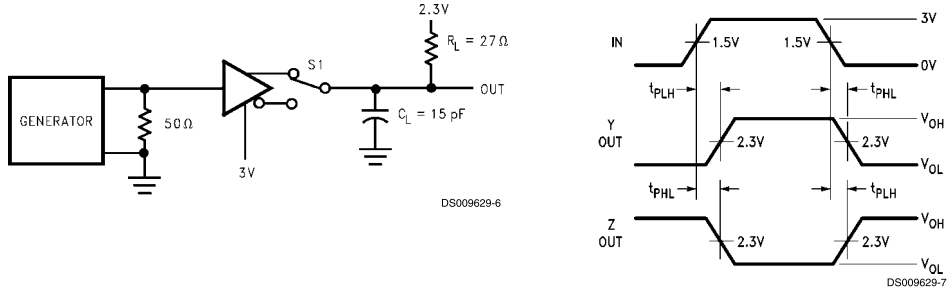 2.3V
R_L = 27Ω
S1
OUT
GENERATOR
50Ω
C_L = 15 pF
3V
DS009629-6
3V
IN
1.5V
1.5V
0V
t_PLH
t_PHL
Y
OUT
2.3V
2.3V
V_OH
V_OL
t_PHL
t_PLH
Z
OUT
2.3V
2.3V
V_OH
V_OL
DS009629-7